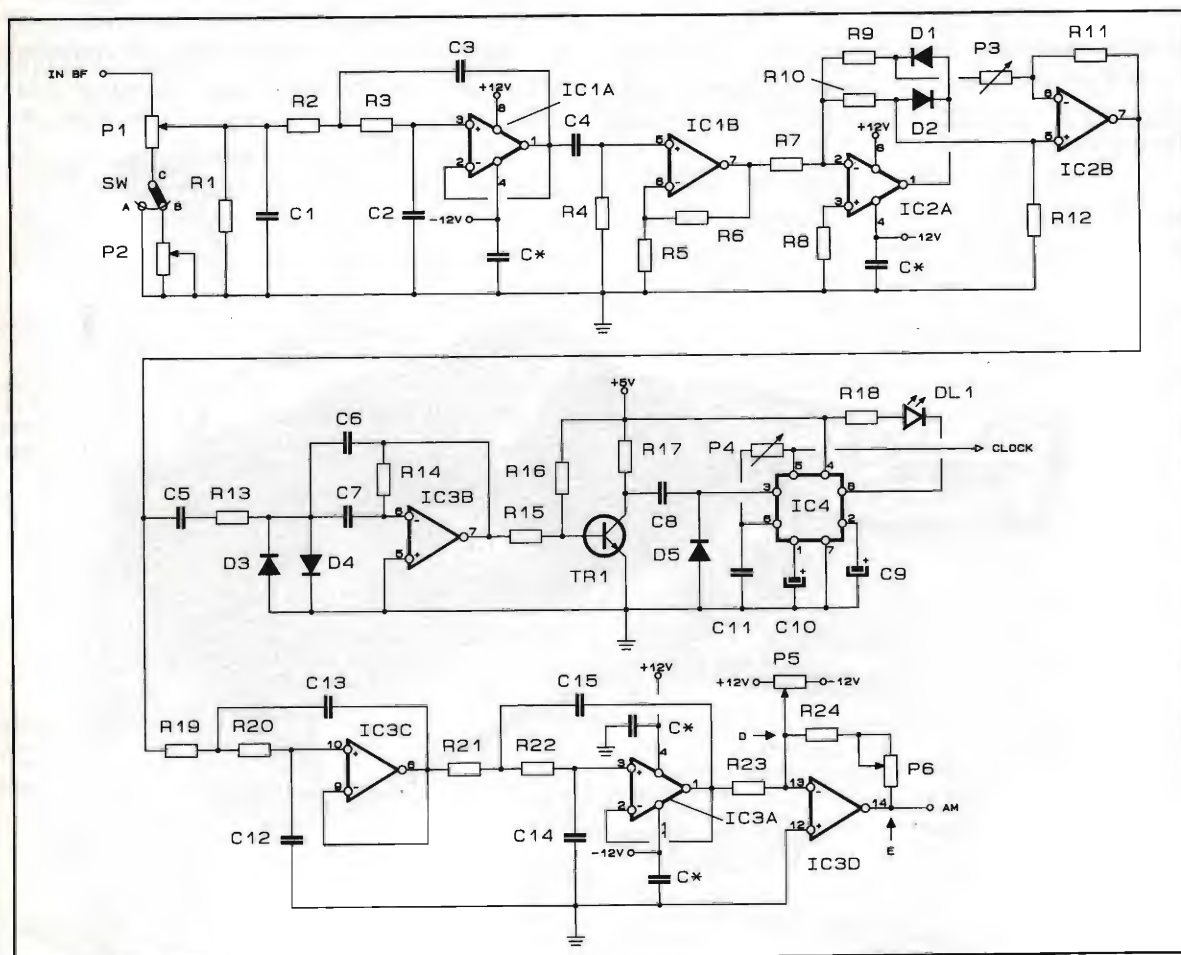 IN BF
P1
SW
C
A
B
P2
R1
C1
R2
R3
C3
C2
+12V
8
3
+
2
-
1
4
-12V
C*
IC1A
C4
R4
5
+
6
-
7
IC1B
R5
R6
R7
R8
R9
R10
D1
D2
+12V
8
2
-
3
+
1
4
-12V
C*
IC2A
P3
R11
6
-
5
+
7
IC2B
R12
C5
R13
D3
D4
C6
C7
R14
IC3B
6
-
5
+
7
R15
R16
+5V
R17
TR1
C8
D5
P4
R18
DL1
CLOCK
5
4
3
8
6
2
1
7
IC4
C11
C10
+
C9
+
R19
R20
C13
C12
10
+
9
-
8
IC3C
R21
R22
C15
C14
+12V
C*
4
3
+
2
-
1
1
-12V
C*
IC3A
R23
P5
+12V
-12V
D
R24
P6
13
-
12
+
14
AM
E
IC3D